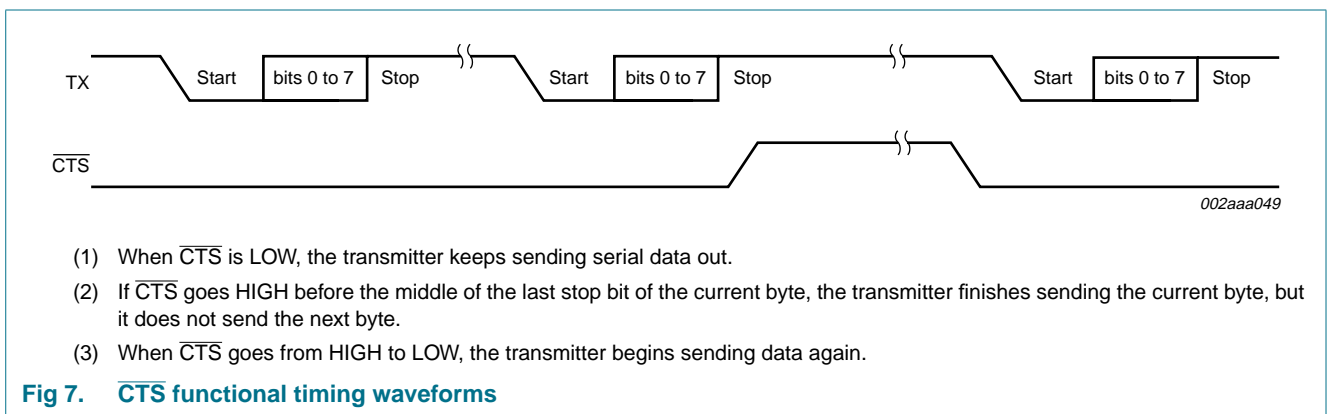 TX Start bits 0 to 7 Stop Start bits 0 to 7 Stop Start bits 0 to 7 Stop
CTS
002aaa049
(1) When CTS is LOW, the transmitter keeps sending serial data out.
(2) If CTS goes HIGH before the middle of the last stop bit of the current byte, the transmitter finishes sending the current byte, but
it does not send the next byte.
(3) When CTS goes from HIGH to LOW, the transmitter begins sending data again.
Fig 7. CTS functional timing waveforms